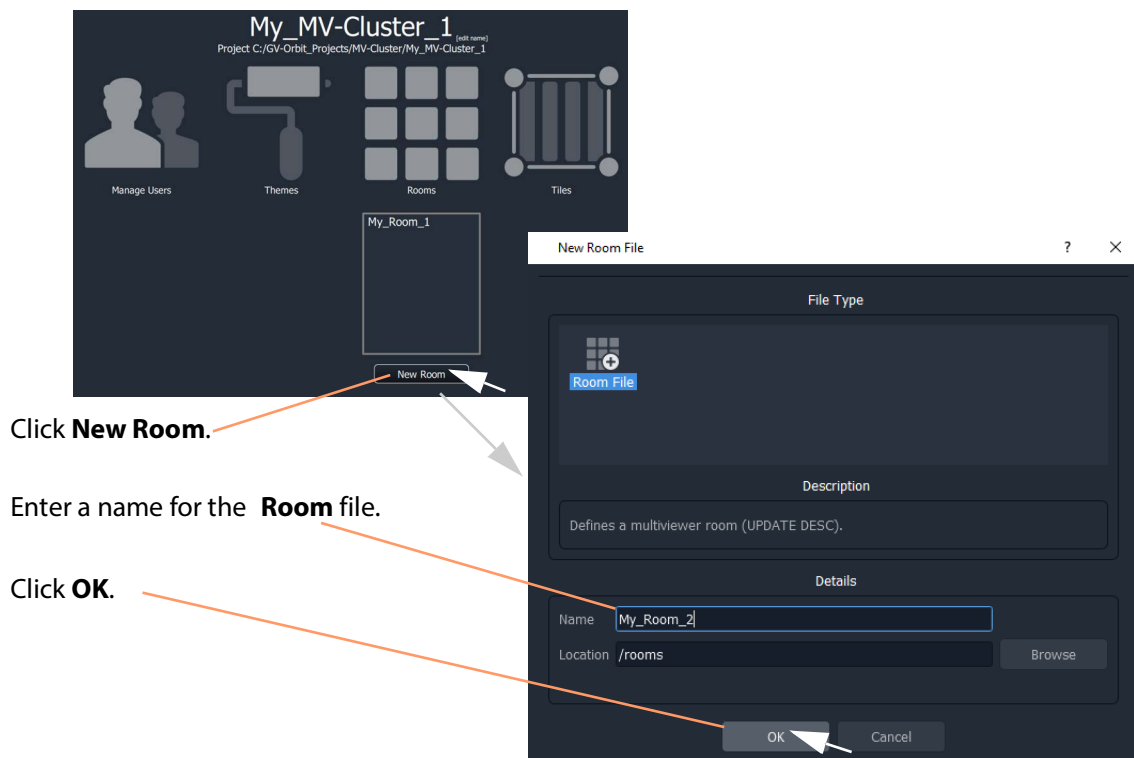 My_MV-Cluster_1 [edit name]
Project C:/GV-Orbit_Projects/MV-Cluster/My_MV-Cluster_1
Manage Users
Themes
Rooms
Tiles
My_Room_1
New Room
New Room File
?
File Type
Room File
Description
Defines a multiviewer room (UPDATE DESC).
Details
Name My_Room_2
Location /rooms Browse
OK Cancel
Click New Room.
Enter a name for the Room file.
Click OK.